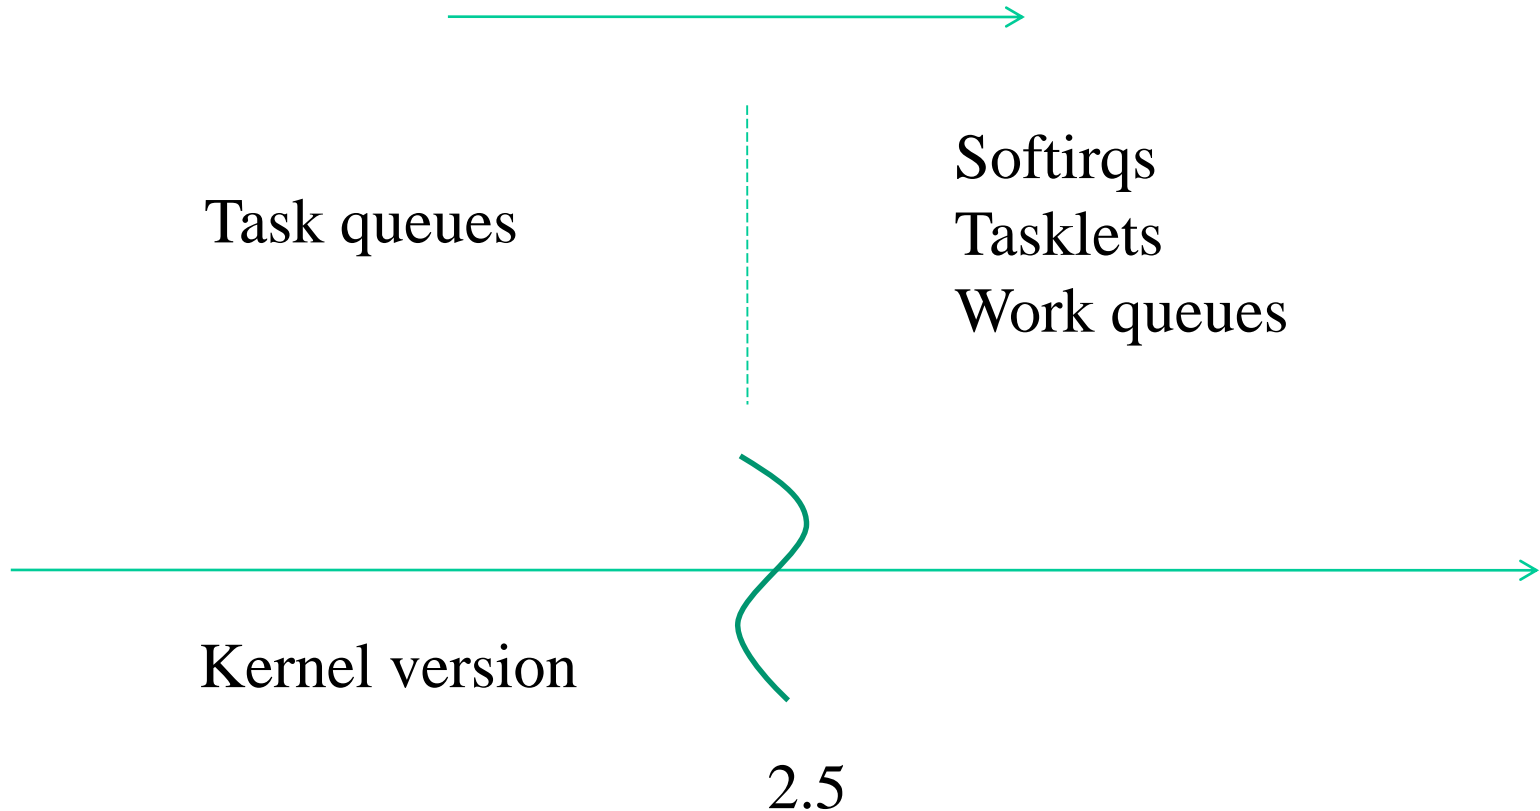 Task queues
Softirqs
Tasklets
Work queues
Kernel version
2.5